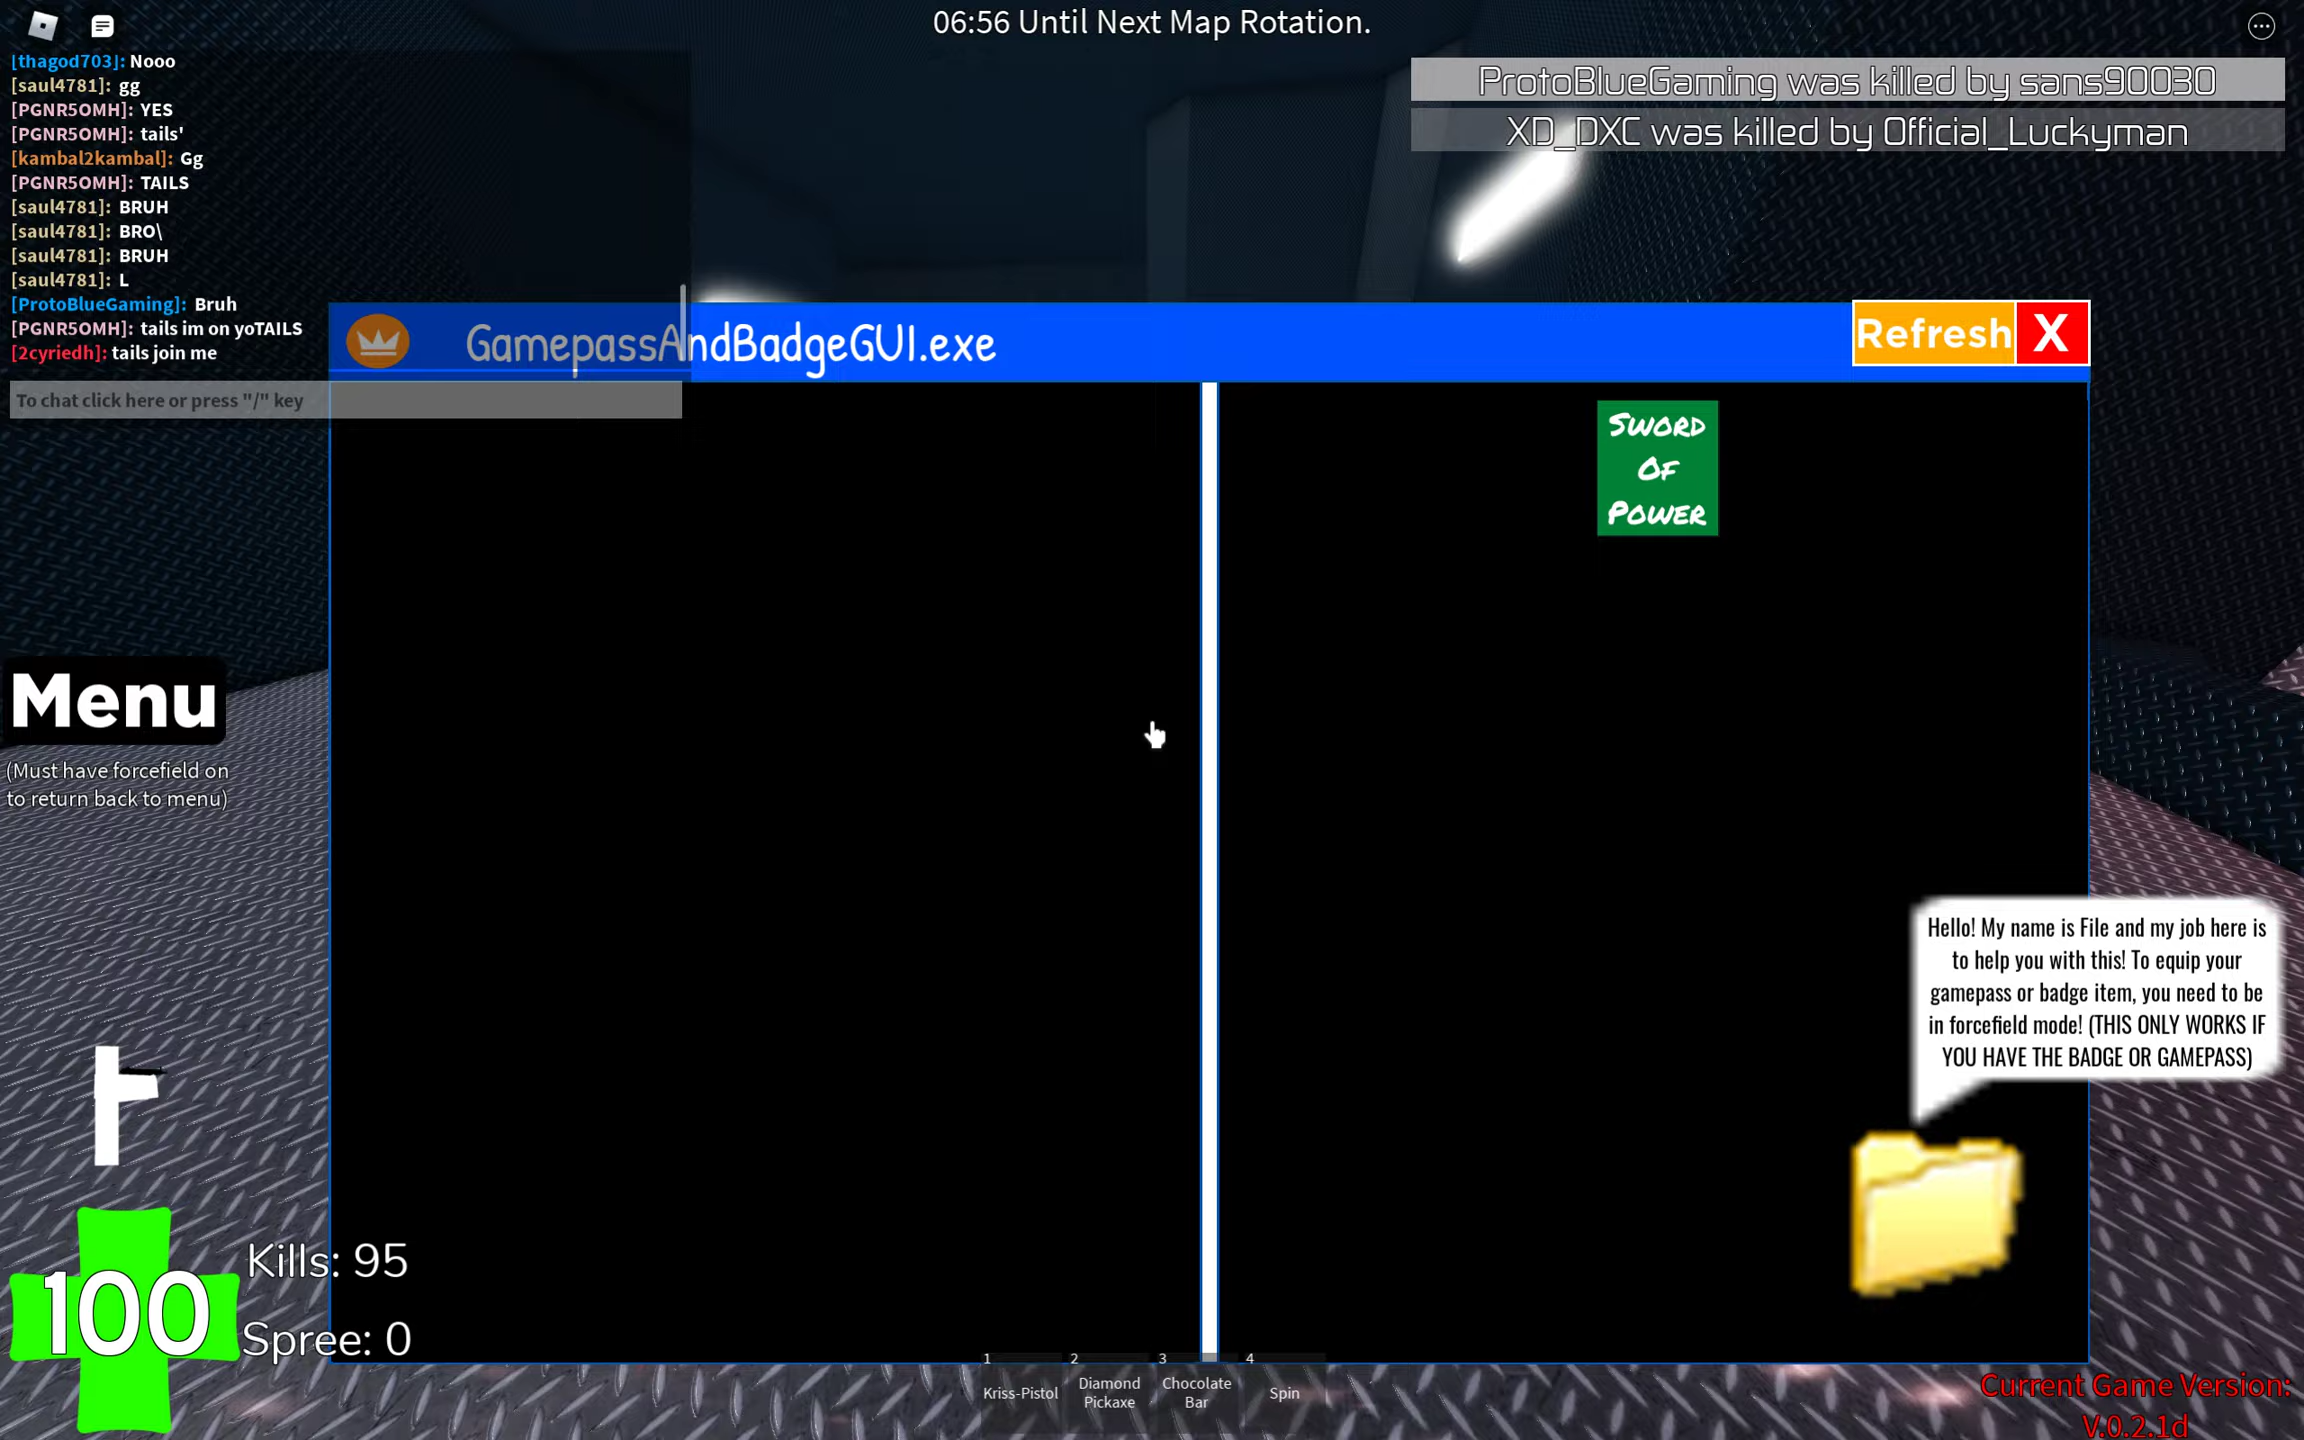 06:56 Until Next Map Rotation.
[thagod703]: Nooo
[saul4781]: gg
[PGNR5OMH]: YES
[PGNR5OMH]: tails'
[kambal2kambal]: Gg
[PGNR5OMH]: TAILS
[saul4781]: BRUH
[saul4781]: BRO\
[saul4781]: BRUH
[saul4781]: L
[ProtoBlueGaming]: Bruh
[PGNR5OMH]: tails im on yoTAILS
[2cyriedh]: tails join me
To chat click here or press "/" key
ProtoBlueGaming was killed by sans90030
XD_DXC was killed by Official_Luckyman
GamepassAndBadgeGUI.exe
Refresh
X
Sword
Of
Power
Menu
(Must have forcefield on
to return back to menu)
Hello! My name is File and my job here is
to help you with this! To equip your
gamepass or badge item, you need to be
in forcefield mode! (THIS ONLY WORKS IF
YOU HAVE THE BADGE OR GAMEPASS)
100
Kills: 95
Spree: 0
1
Kriss-Pistol
2
Diamond
Pickaxe
3
Chocolate
Bar
4
Spin
Current Game Version:
V.0.2.1d